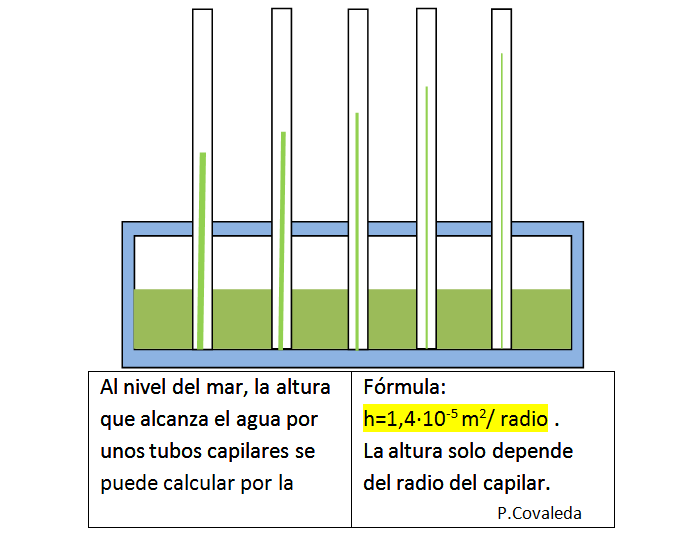 Al nivel del mar, la altura
que alcanza el agua por
unos tubos capilares se
puede calcular por la
Fórmula:
h=1,4·10⁻⁵ m²/ radio .
La altura solo depende
del radio del capilar.
P.Covaleda